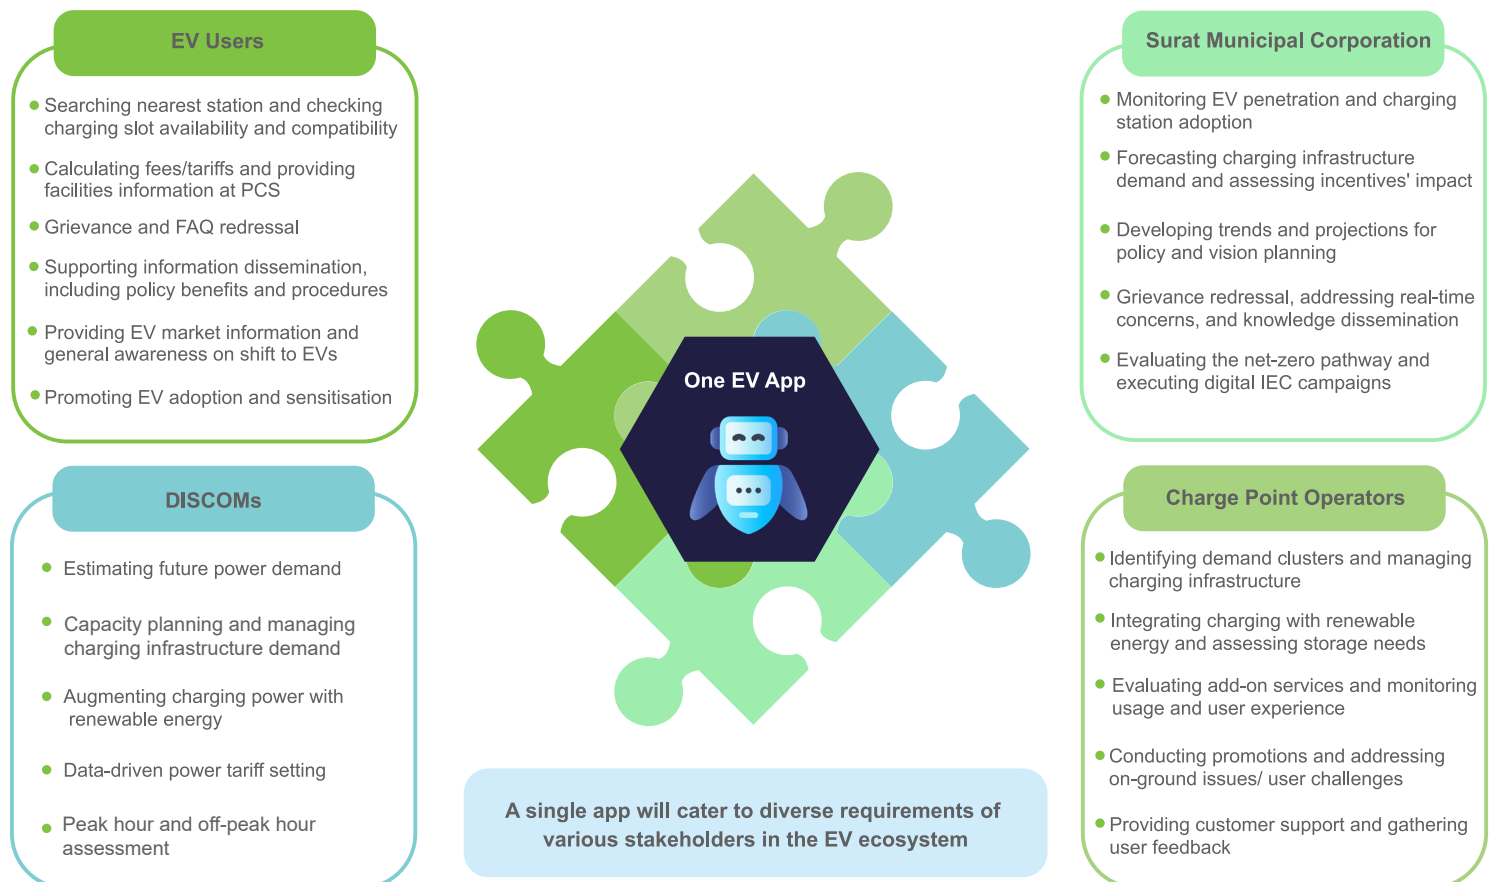 EV Users
Searching nearest station and checking
charging slot availability and compatibility
Calculating fees/tariffs and providing
facilities information at PCS
Grievance and FAQ redressal
Supporting information dissemination,
including policy benefits and procedures
Providing EV market information and
general awareness on shift to EVs
Promoting EV adoption and sensitisation
DISCOMs
Estimating future power demand
Capacity planning and managing
charging infrastructure demand
Augmenting charging power with
renewable energy
Data-driven power tariff setting
Peak hour and off-peak hour
assessment
One EV App
A single app will cater to diverse requirements of
various stakeholders in the EV ecosystem
Surat Municipal Corporation
Monitoring EV penetration and charging
station adoption
Forecasting charging infrastructure
demand and assessing incentives' impact
Developing trends and projections for
policy and vision planning
Grievance redressal, addressing real-time
concerns, and knowledge dissemination
Evaluating the net-zero pathway and
executing digital IEC campaigns
Charge Point Operators
Identifying demand clusters and managing
charging infrastructure
Integrating charging with renewable
energy and assessing storage needs
Evaluating add-on services and monitoring
usage and user experience
Conducting promotions and addressing
on-ground issues/ user challenges
Providing customer support and gathering
user feedback